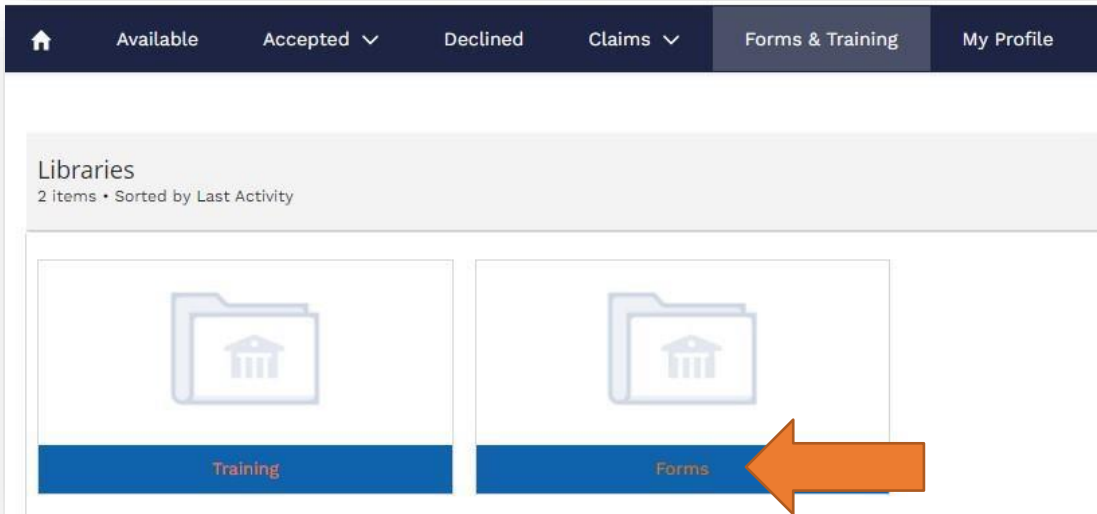 Available Accepted Declined Claims Forms & Training My Profile
Libraries
2 items • Sorted by Last Activity
Training Forms